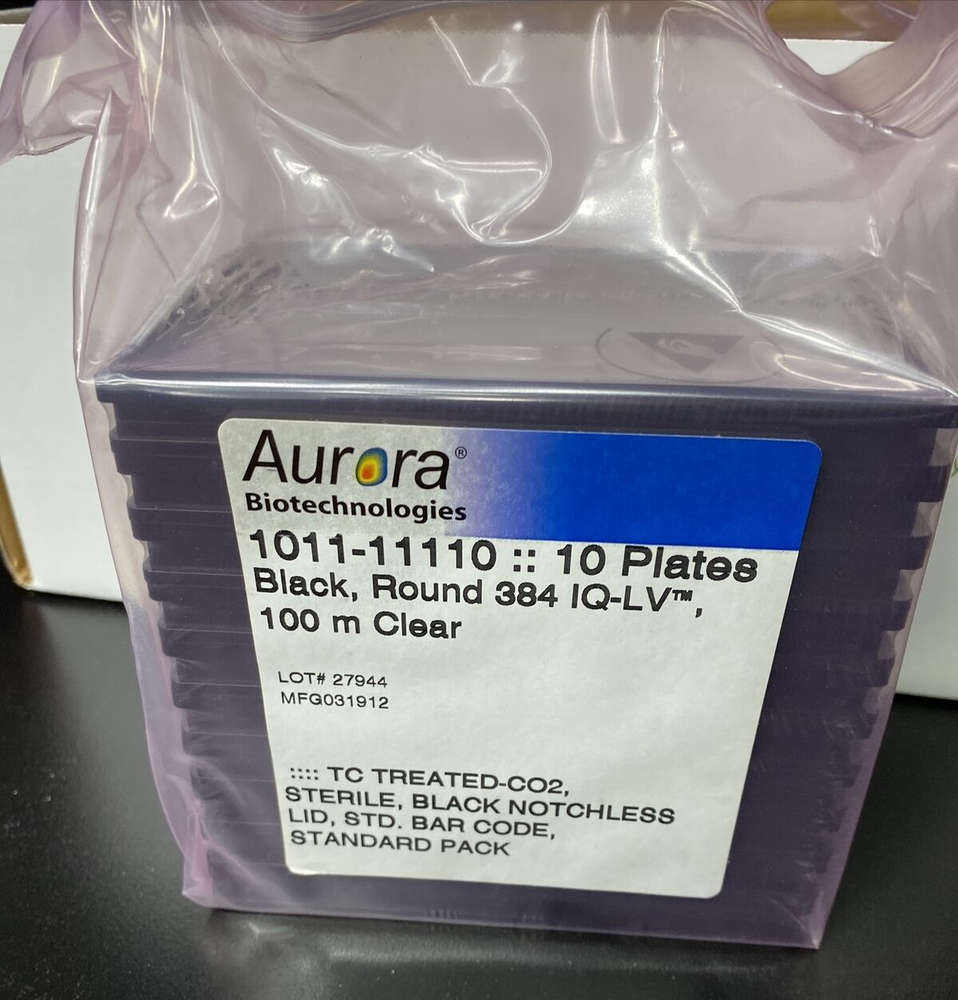 Aurora®
Biotechnologies
1011-11110 :: 10 Plates
Black, Round 384 IQ-LV™,
100 m Clear
LOT# 27944
MFG031912
:::: TC TREATED-CO2,
STERILE, BLACK NOTCHLESS
LID, STD. BAR CODE,
STANDARD PACK